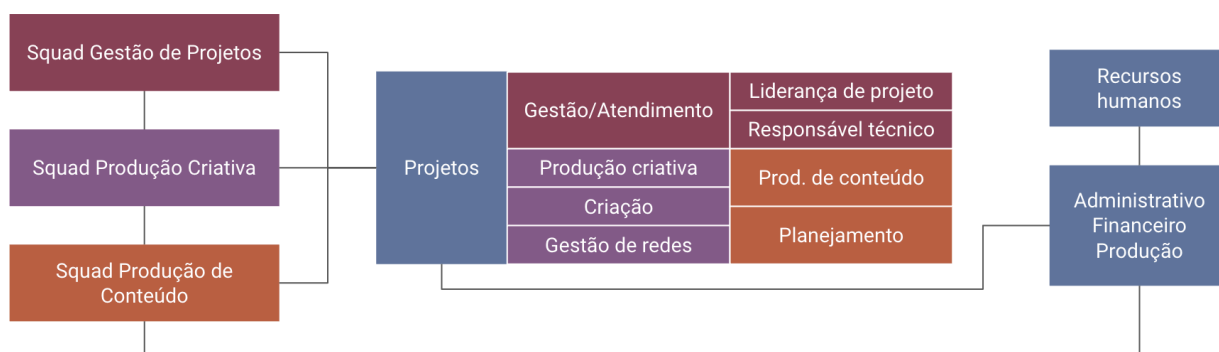 Squad Gestão de Projetos
Squad Produção Criativa
Squad Produção de
Conteúdo
Projetos
Gestão/Atendimento
Liderança de projeto
Responsável técnico
Produção criativa
Criação
Gestão de redes
Prod. de conteúdo
Planejamento
Recursos
humanos
Administrativo
Financeiro
Produção